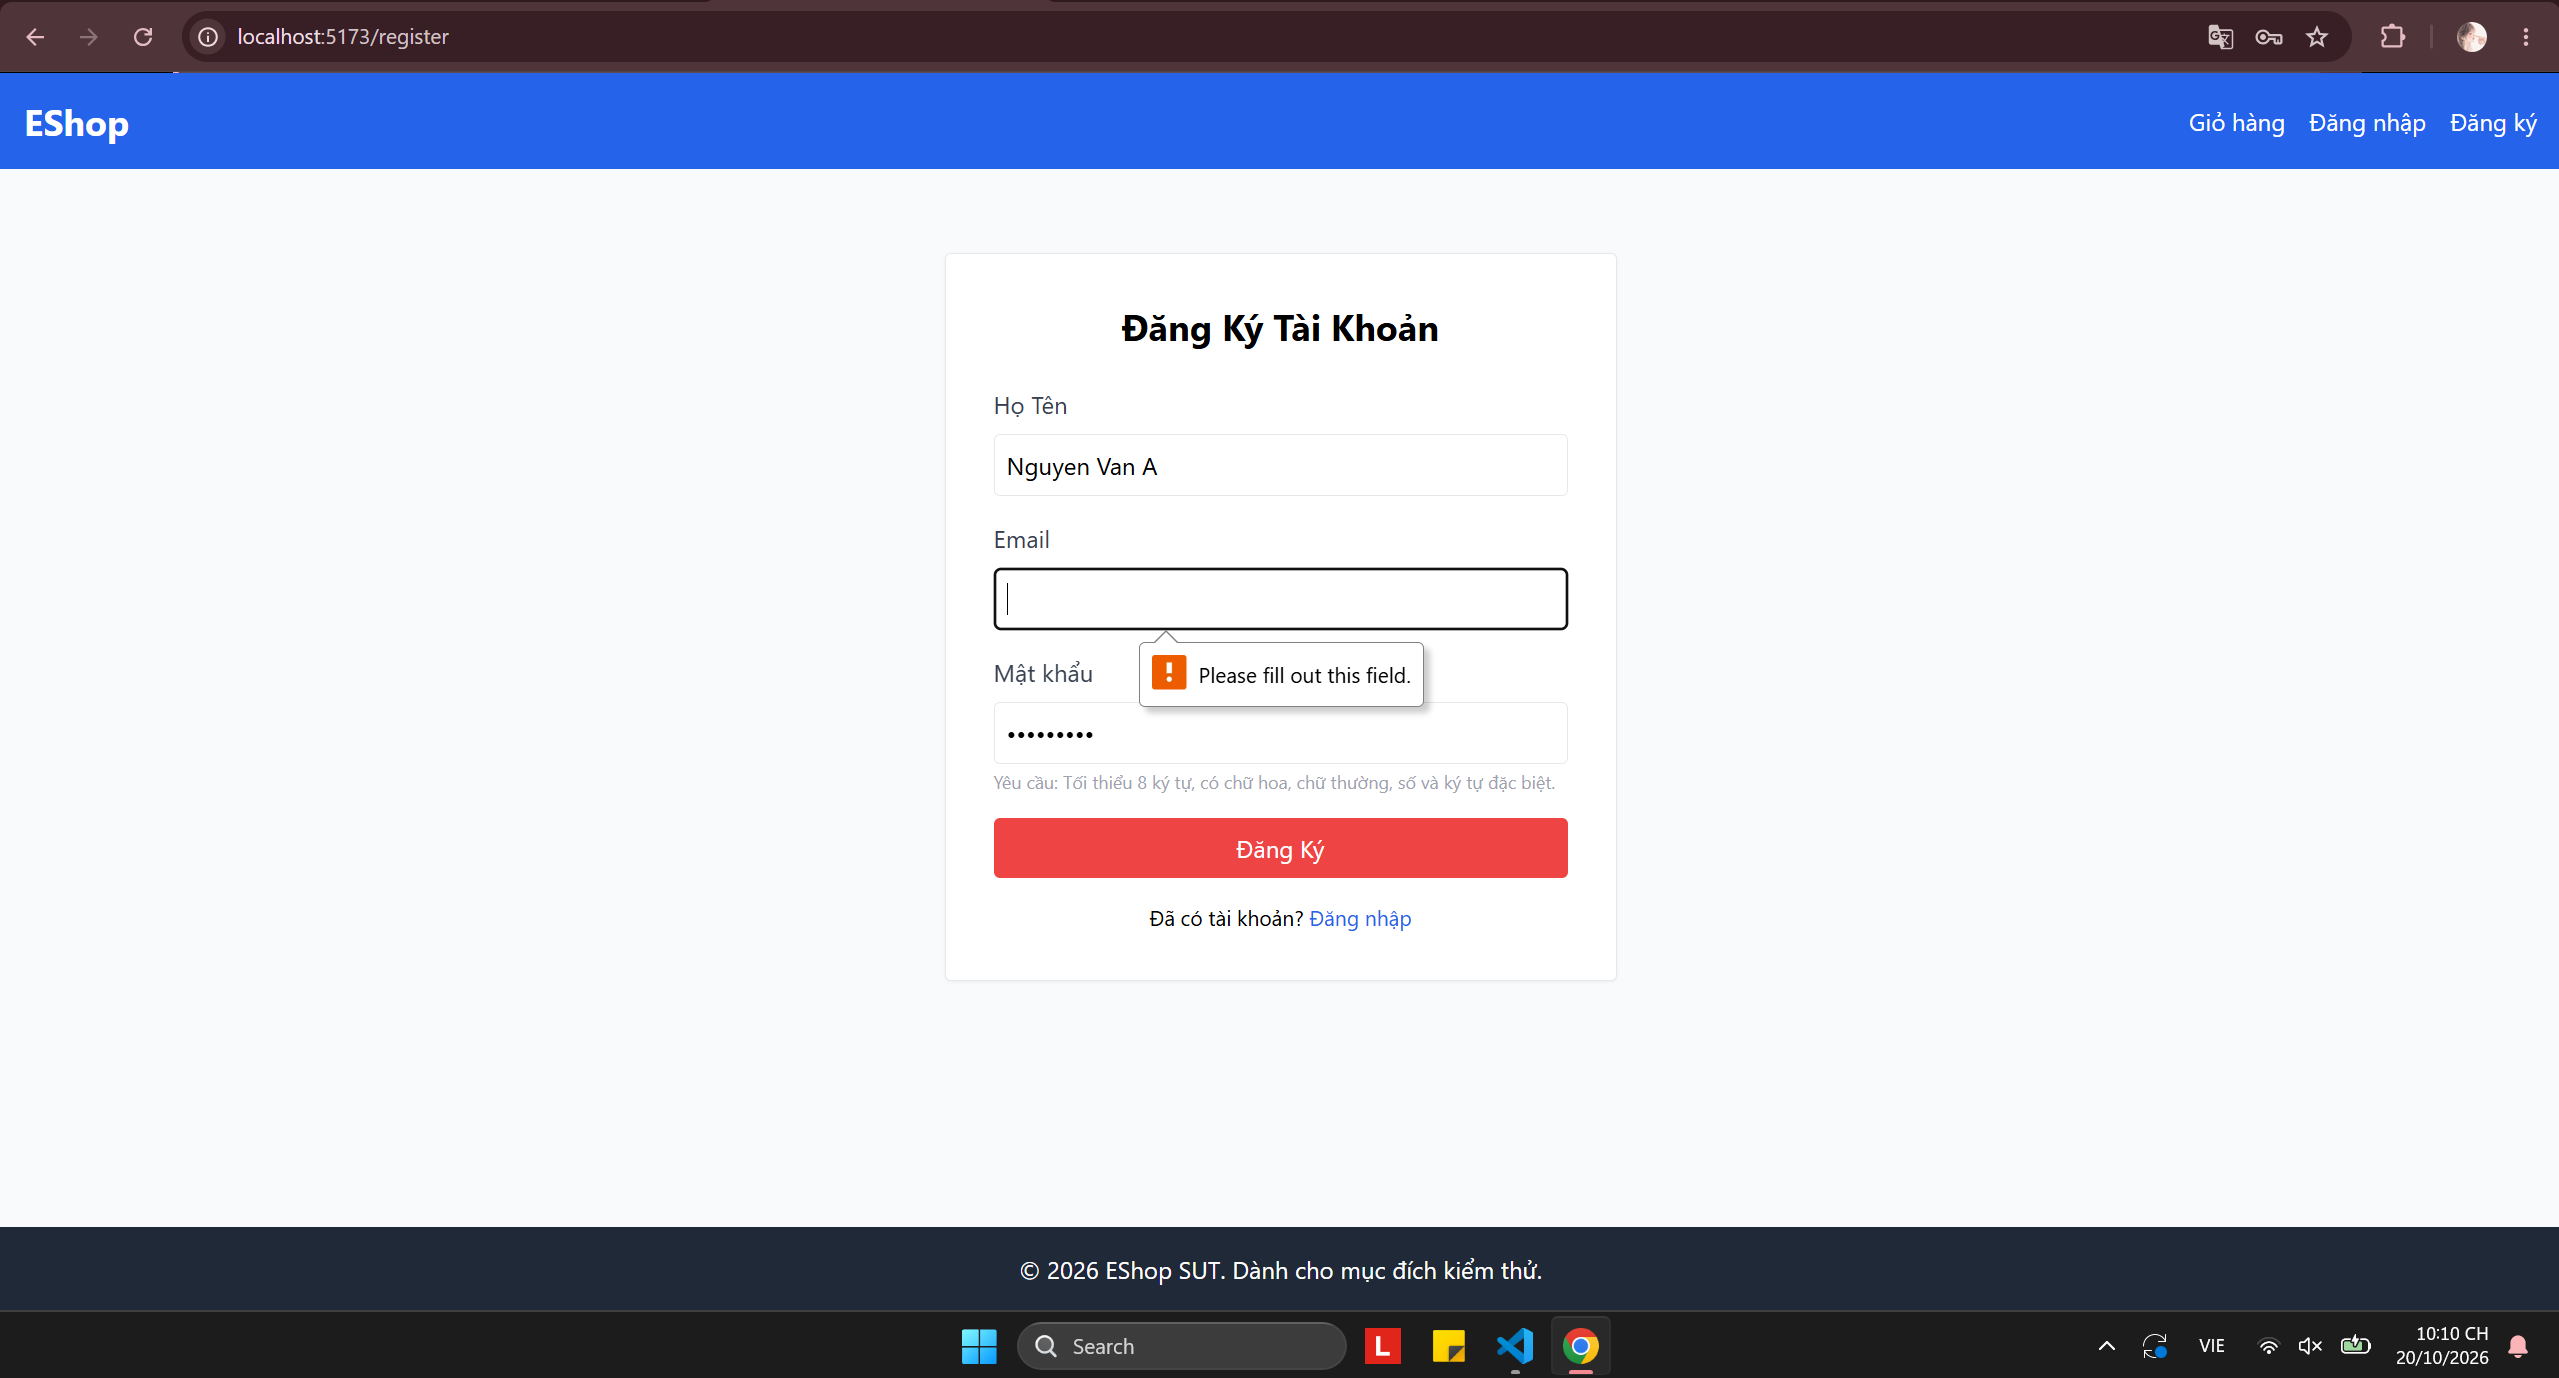 localhost:5173/register
EShop
Giỏ hàng Đăng nhập Đăng ký
Đăng Ký Tài Khoản
Họ Tên
Nguyen Van A
Email
Please fill out this field.
Mật khẩu
•••••••••
Yêu cầu: Tối thiểu 8 ký tự, có chữ hoa, chữ thường, số và ký tự đặc biệt.
Đăng Ký
Đã có tài khoản? Đăng nhập
© 2026 EShop SUT. Dành cho mục đích kiểm thử.
Search
L
VIE
10:10 CH
20/10/2026